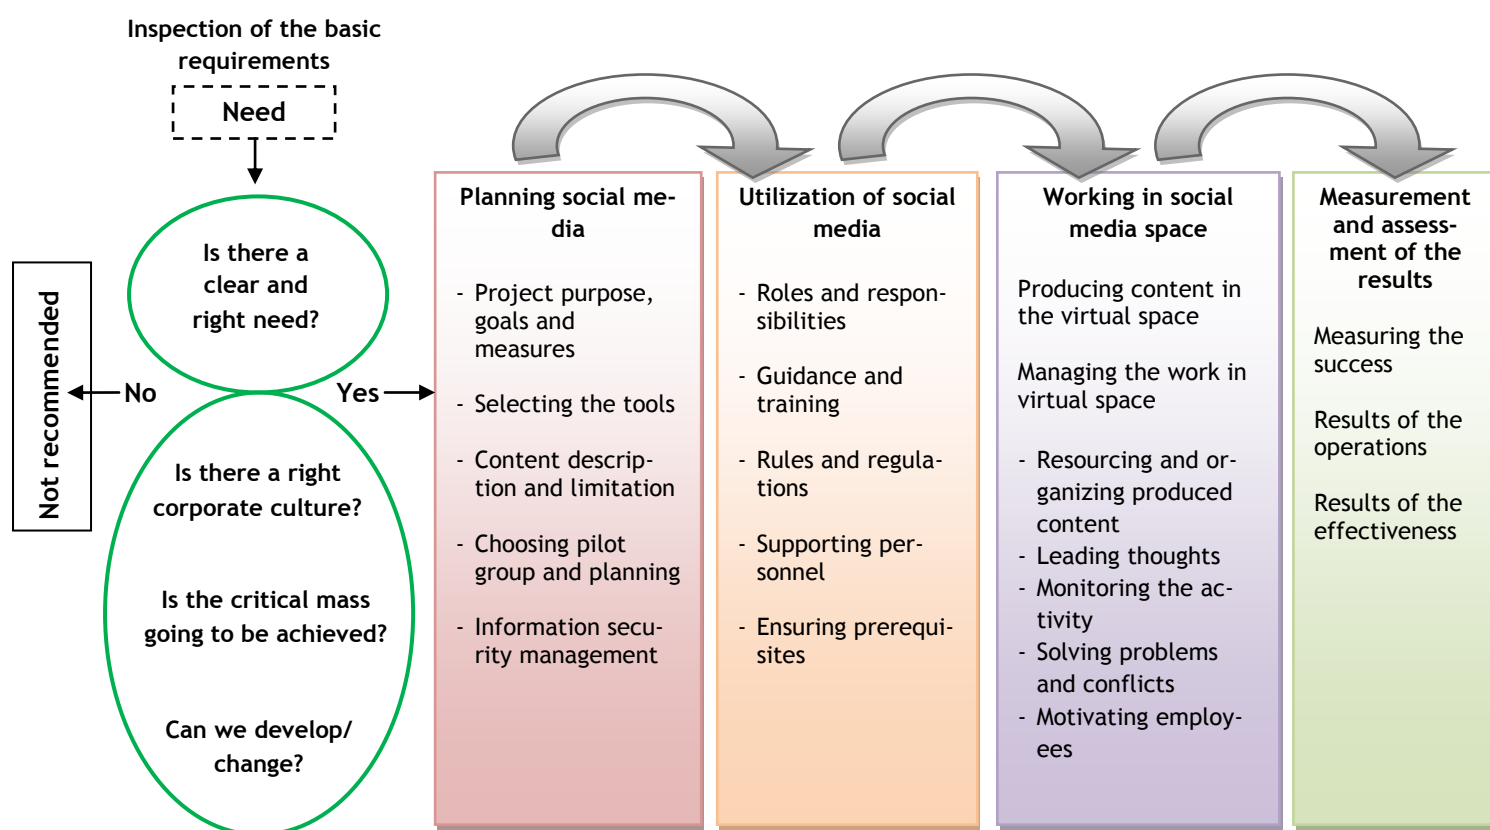 Inspection of the basic
requirements
Need
Is there a
clear and
right need?
Not recommended
No
Yes
Is there a right
corporate culture?
Is the critical mass
going to be achieved?
Can we develop/
change?
Planning social me-
dia
- Project purpose,
goals and
measures
- Selecting the tools
- Content descrip-
tion and limitation
- Choosing pilot
group and planning
- Information secu-
rity management
Utilization of social
media
- Roles and respon-
sibilities
- Guidance and
training
- Rules and regula-
tions
- Supporting per-
sonnel
- Ensuring prerequi-
sites
Working in social
media space
Producing content in
the virtual space
Managing the work in
virtual space
- Resourcing and or-
ganizing produced
content
- Leading thoughts
- Monitoring the ac-
tivity
- Solving problems
and conflicts
- Motivating employ-
ees
Measurement
and assess-
ment of the
results
Measuring the
success
Results of the
operations
Results of the
effectiveness